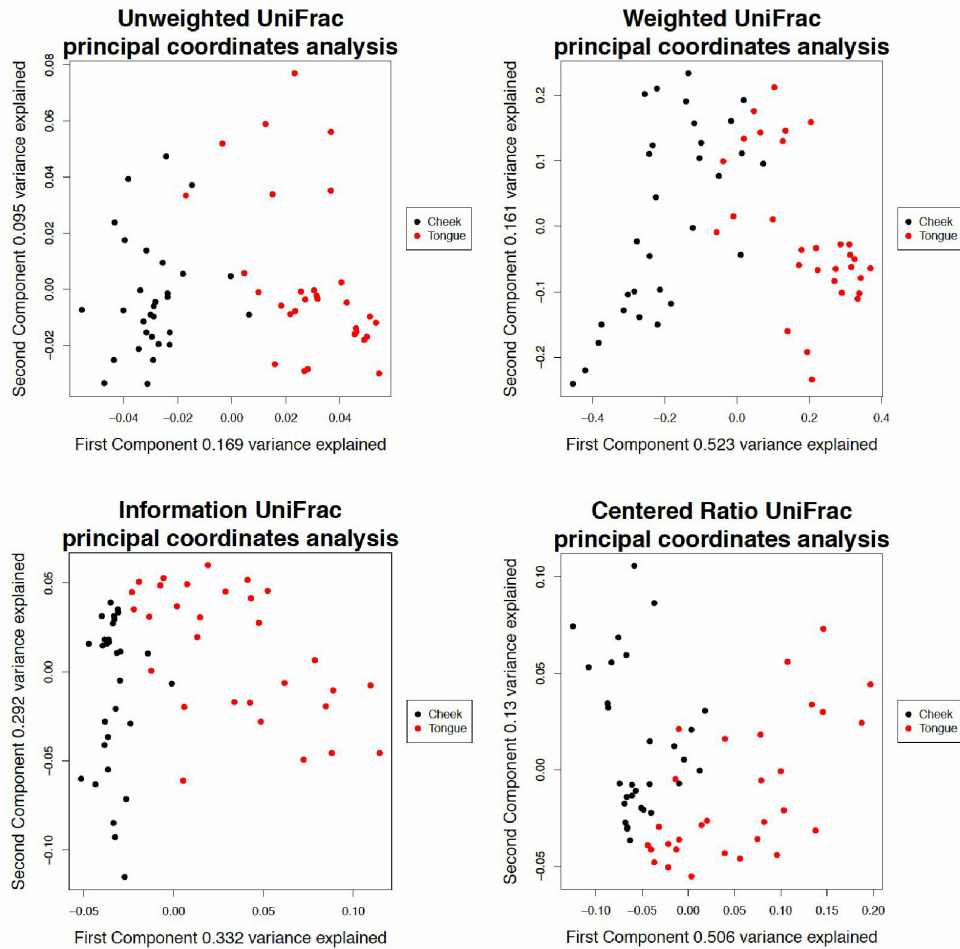 Unweighted UniFrac
principal coordinates analysis
Second Component 0.095 variance explained
0.08
0.06
0.04
0.02
0.00
−0.02
−0.04
−0.02
0.00
0.02
0.04
First Component 0.169 variance explained
Cheek
Tongue
Weighted UniFrac
principal coordinates analysis
Second Component 0.161 variance explained
0.2
0.1
0.0
−0.1
−0.2
−0.4
−0.2
0.0
0.2
0.4
First Component 0.523 variance explained
Cheek
Tongue
Information UniFrac
principal coordinates analysis
Second Component 0.292 variance explained
0.05
0.00
−0.05
−0.10
−0.05
0.00
0.05
0.10
First Component 0.332 variance explained
Cheek
Tongue
Centered Ratio UniFrac
principal coordinates analysis
Second Component 0.13 variance explained
0.10
0.05
0.00
−0.05
−0.10
−0.05
0.00
0.05
0.10
0.15
0.20
First Component 0.506 variance explained
Cheek
Tongue